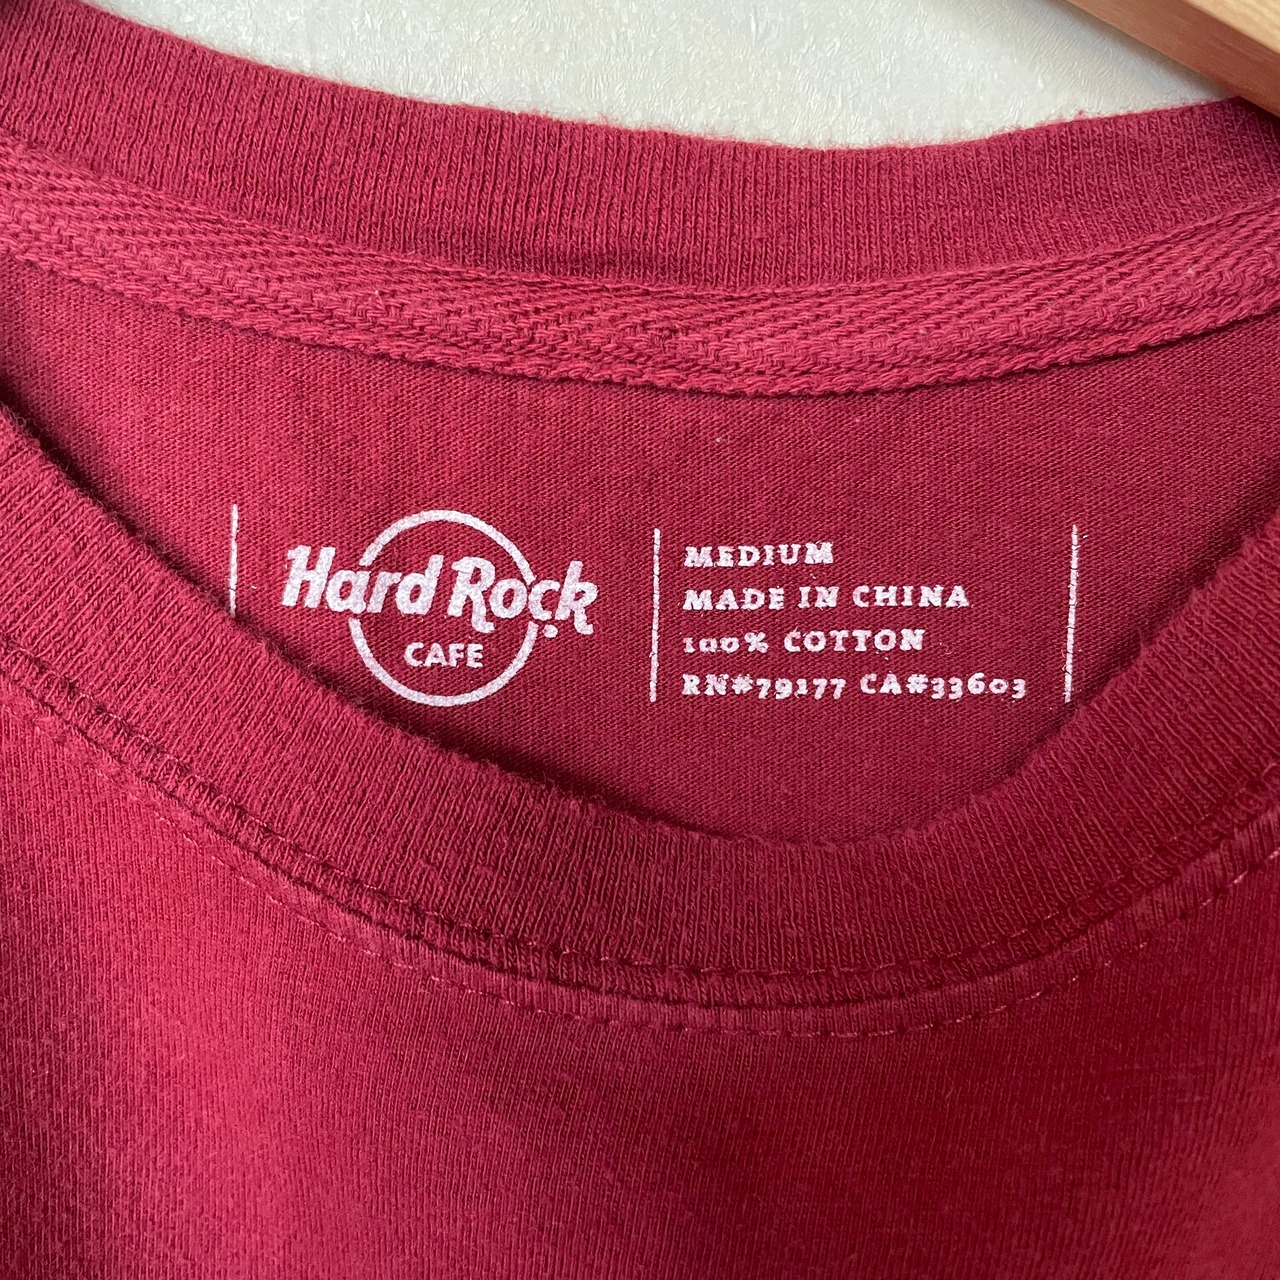 Hard Rock
CAFE
MEDIUM
MADE IN CHINA
100% COTTON
RN#79177 CA#33603